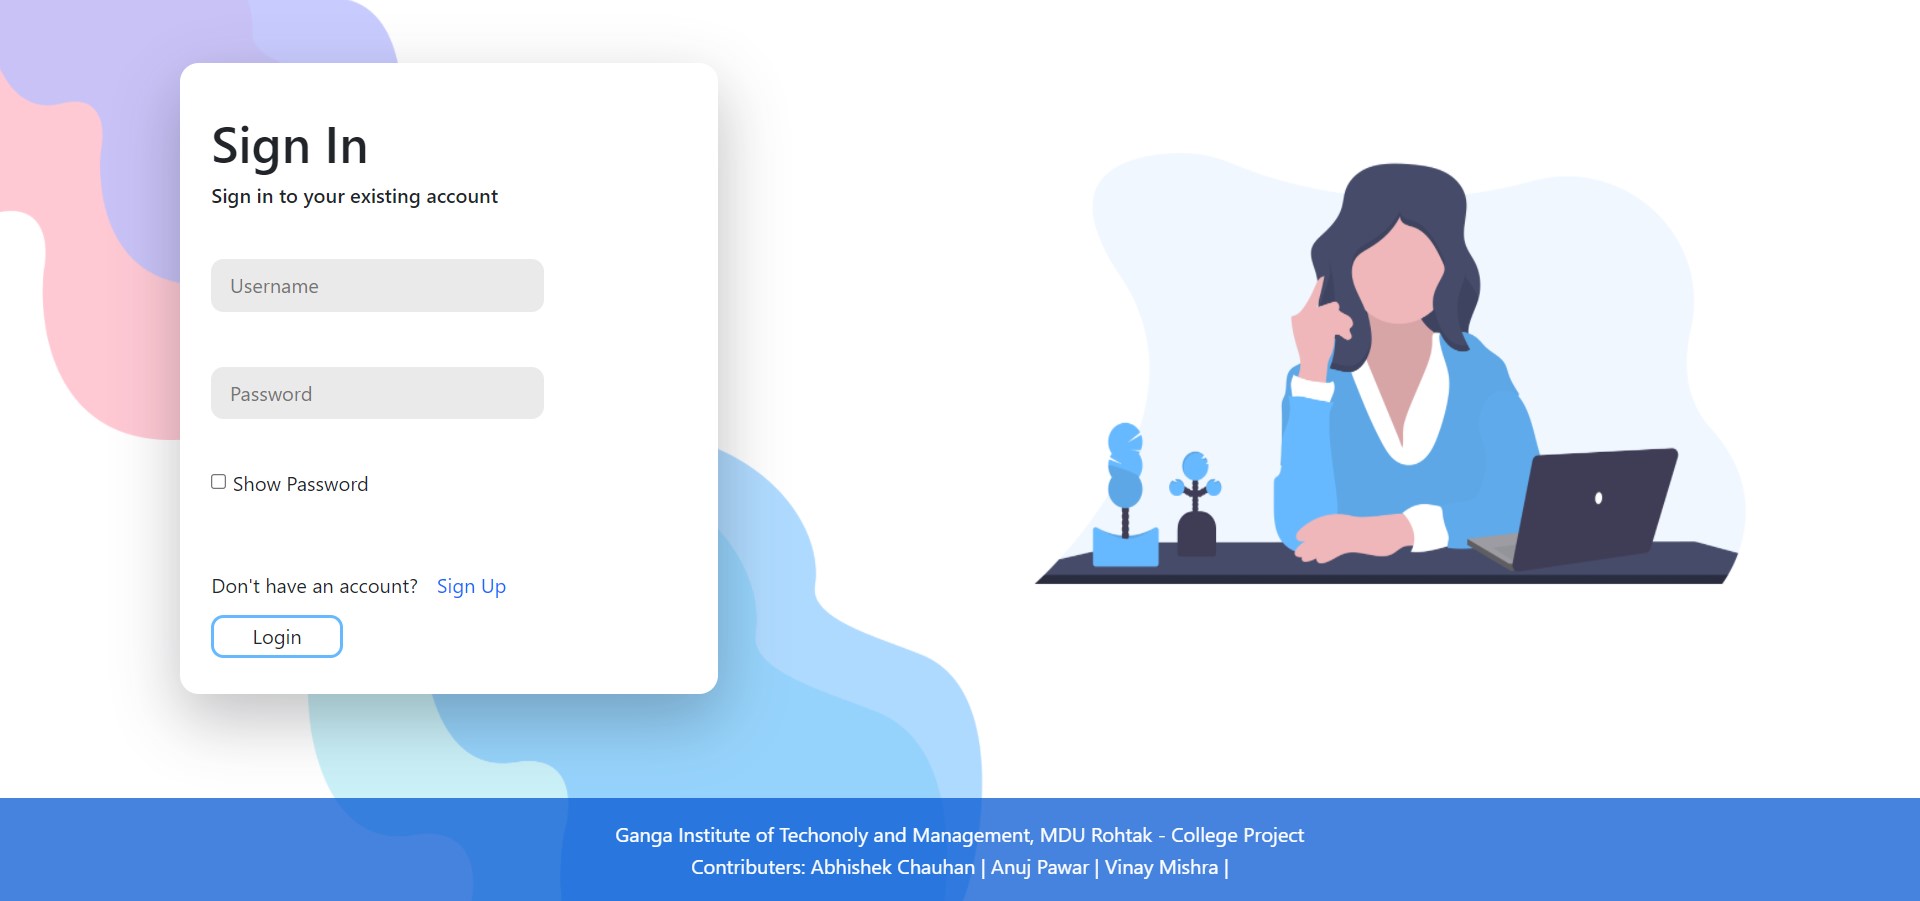 Sign In
Sign in to your existing account
Username
Password
Show Password
Don't have an account? Sign Up
Login
Ganga Institute of Techonoly and Management, MDU Rohtak - College Project
Contributers: Abhishek Chauhan | Anuj Pawar | Vinay Mishra |